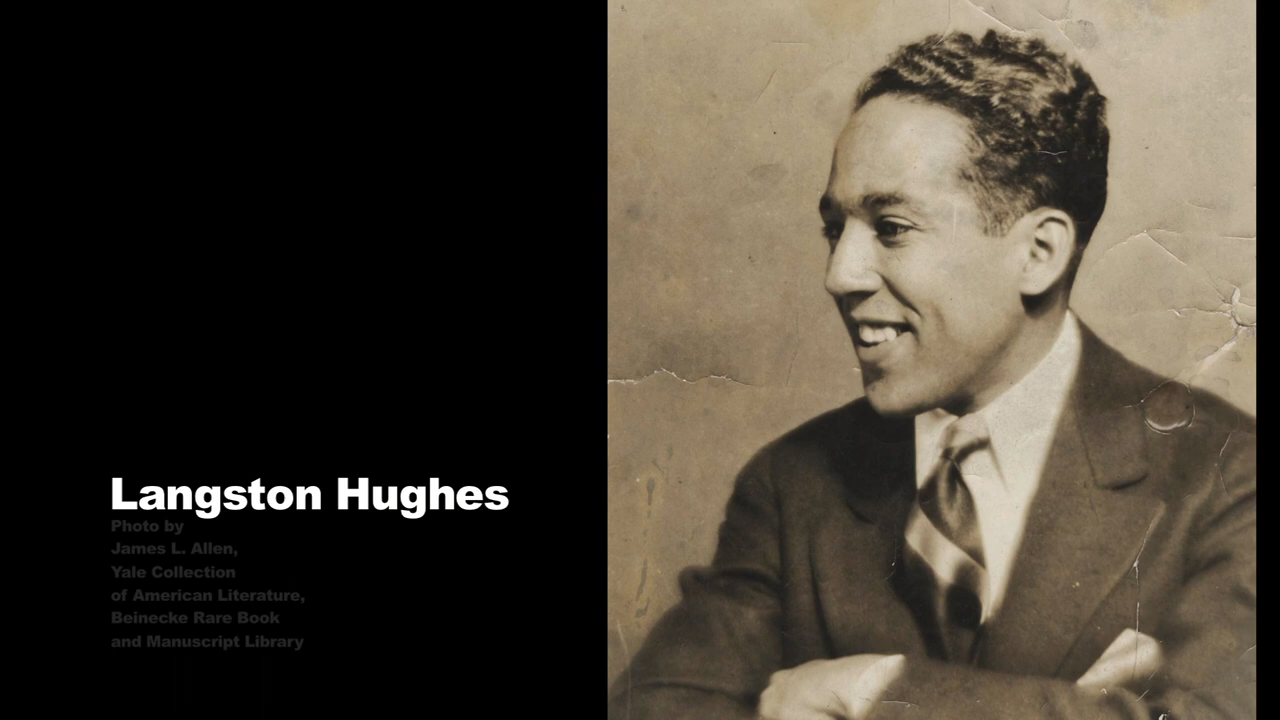 Langston Hughes
Photo by
James L. Allen,
Yale Collection
of American Literature,
Beinecke Rare Book
and Manuscript Library